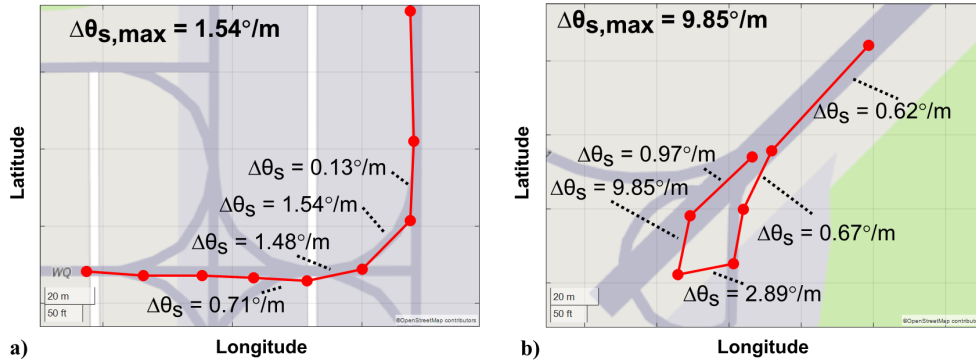 Δθs,max = 1.54°/m
Δθs = 0.13°/m
Δθs = 1.54°/m
Δθs = 1.48°/m
Δθs = 0.71°/m
WQ
20 m
50 ft
©OpenStreetMap contributors
Latitude
Longitude
a)
Δθs,max = 9.85°/m
Δθs = 0.62°/m
Δθs = 0.97°/m
Δθs = 9.85°/m
Δθs = 0.67°/m
Δθs = 2.89°/m
20 m
50 ft
©OpenStreetMap contributors
Latitude
Longitude
b)